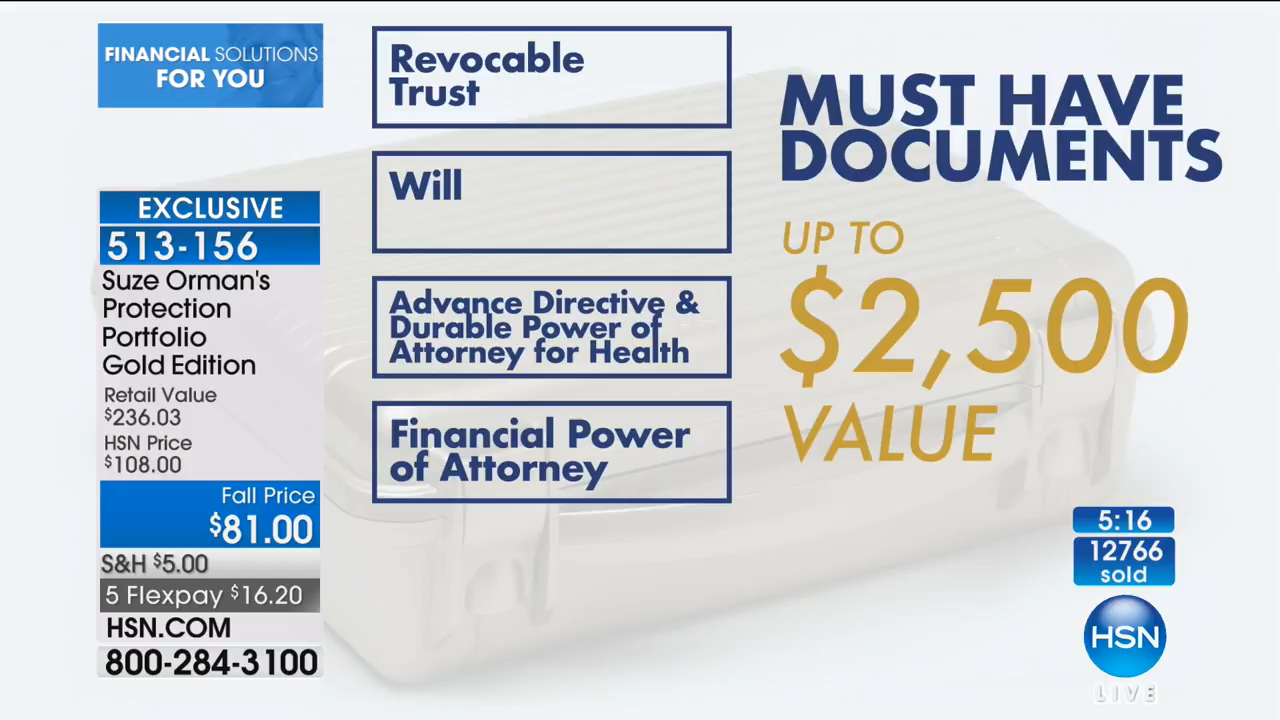 FINANCIAL SOLUTIONS
FOR YOU
EXCLUSIVE
513-156
Suze Orman's
Protection
Portfolio
Gold Edition
Retail Value
$236.03
HSN Price
$108.00
Fall Price
$81.00
S&H $5.00
5 Flexpay $16.20
HSN.COM
800-284-3100
Revocable
Trust
Will
Advance Directive &
Durable Power of
Attorney for Health
Financial Power
of Attorney
MUST HAVE
DOCUMENTS
UP TO
$2,500
VALUE
5:16
12766
sold
HSN
LIVE